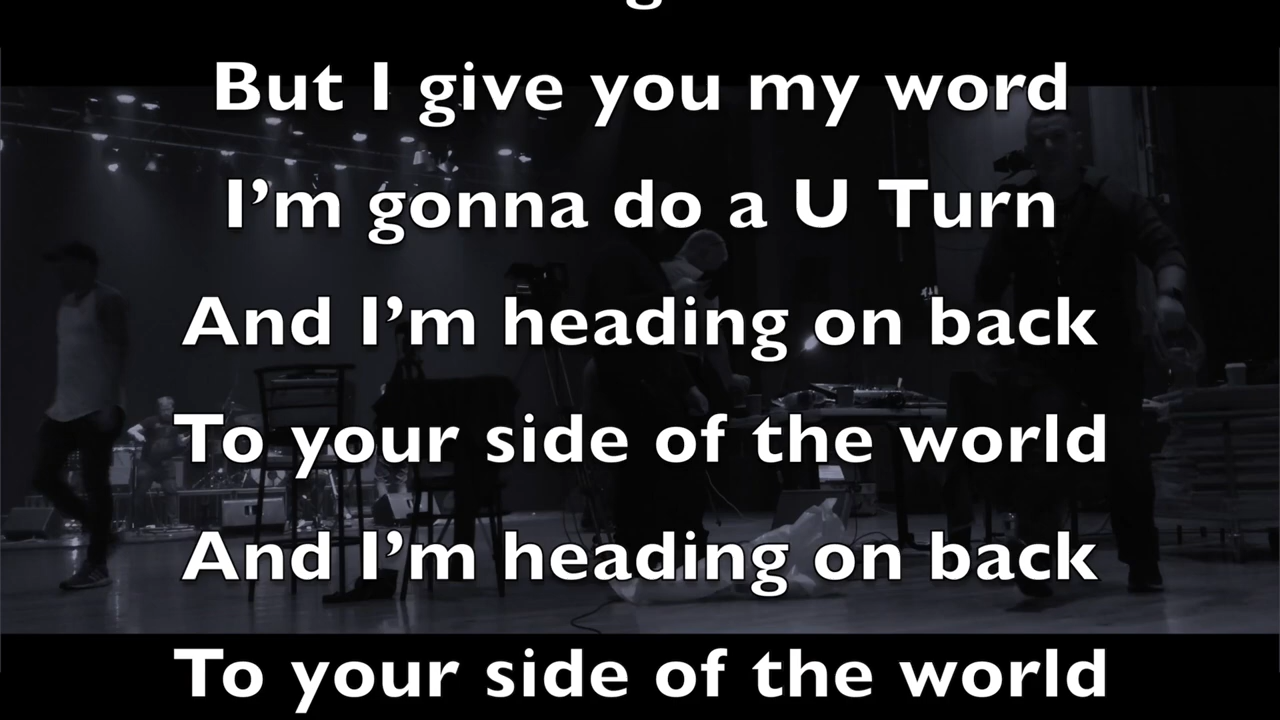 But I give you my word
I’m gonna do a U Turn
And I’m heading on back
To your side of the world
And I’m heading on back
To your side of the world